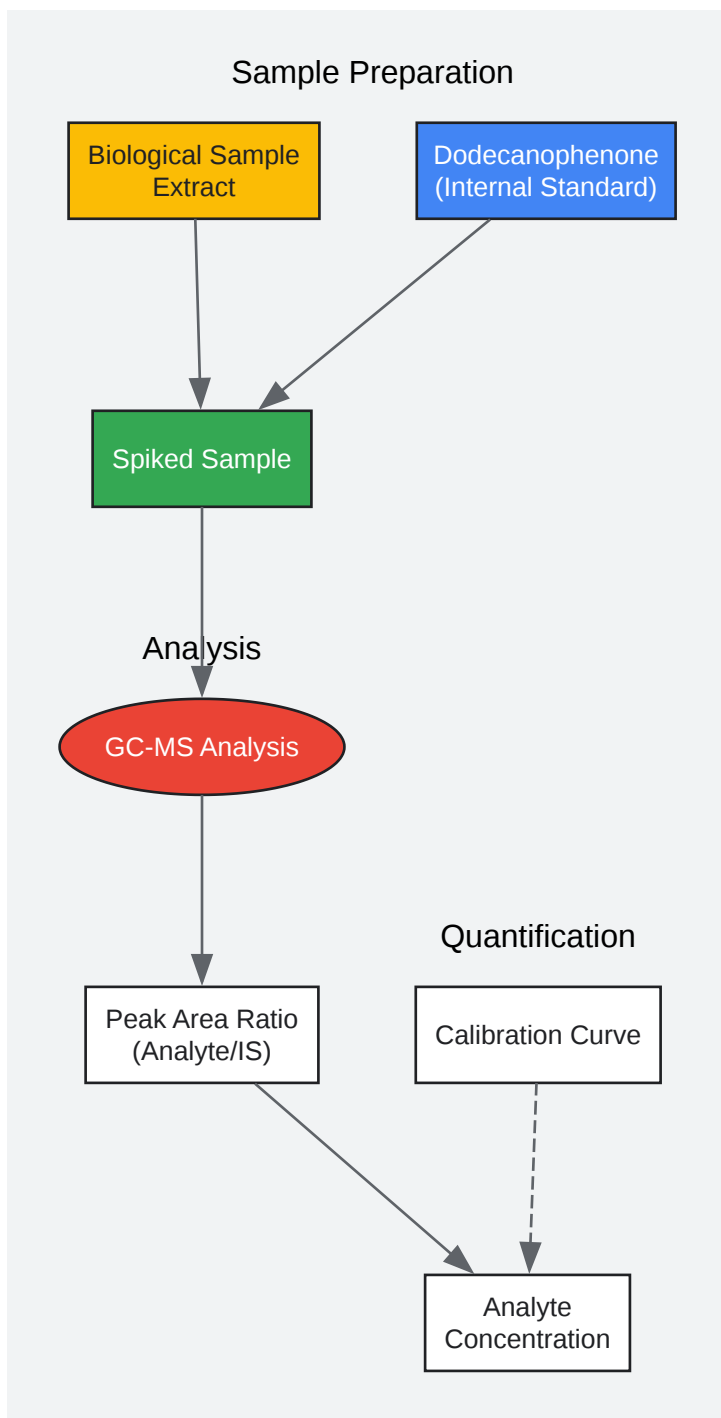 Sample Preparation
Biological Sample
Extract
Dodecanophenone
(Internal Standard)
Spiked Sample
Analysis
GC-MS Analysis
Quantification
Peak Area Ratio
(Analyte/IS)
Calibration Curve
Analyte
Concentration